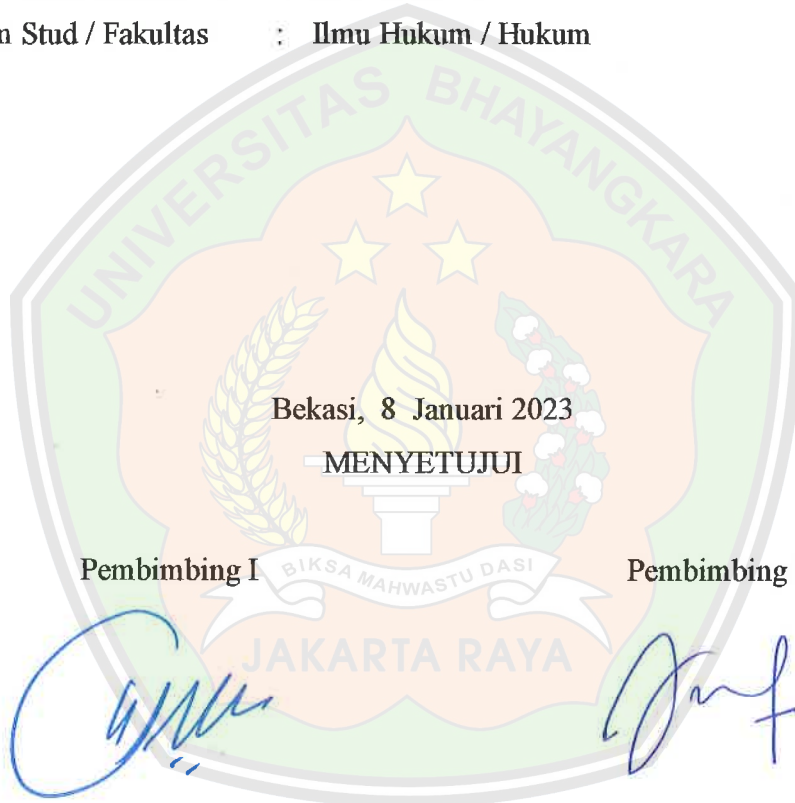 n Stud / Fakultas : Ilmu Hukum / Hukum
UNIVERSITAS BHAYANGKARA
Bekasi, 8 Januari 2023
MENYETUJUI
Pembimbing I Pembimbing
BIKSA MAHWASTU DASI
JAKARTA RAYA